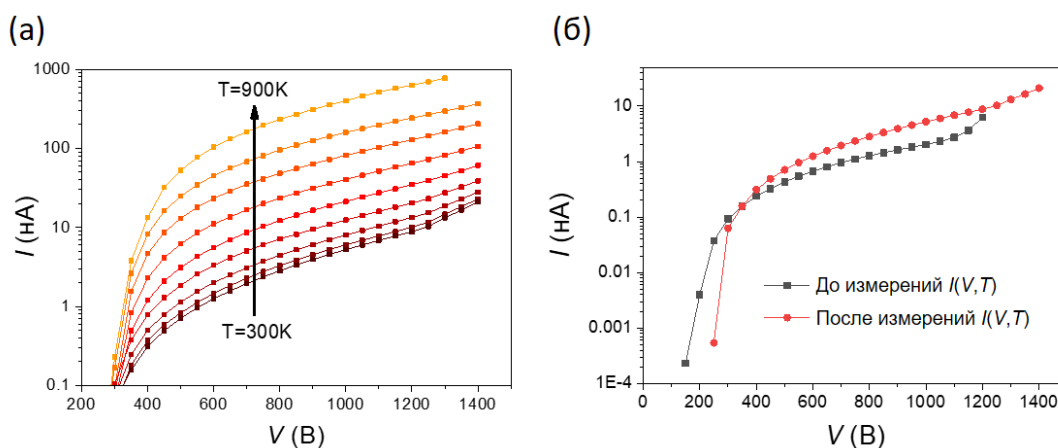 (а)
(б)
1000
100
10
1
0.1
I (нА)
T=900K
T=300K
200
400
600
800
1000
1200
1400
V (В)
10
1
0.1
0.01
0.001
1E-4
I (нА)
До измерений I(V,T)
После измерений I(V,T)
0
200
400
600
800
1000
1200
1400
V (В)